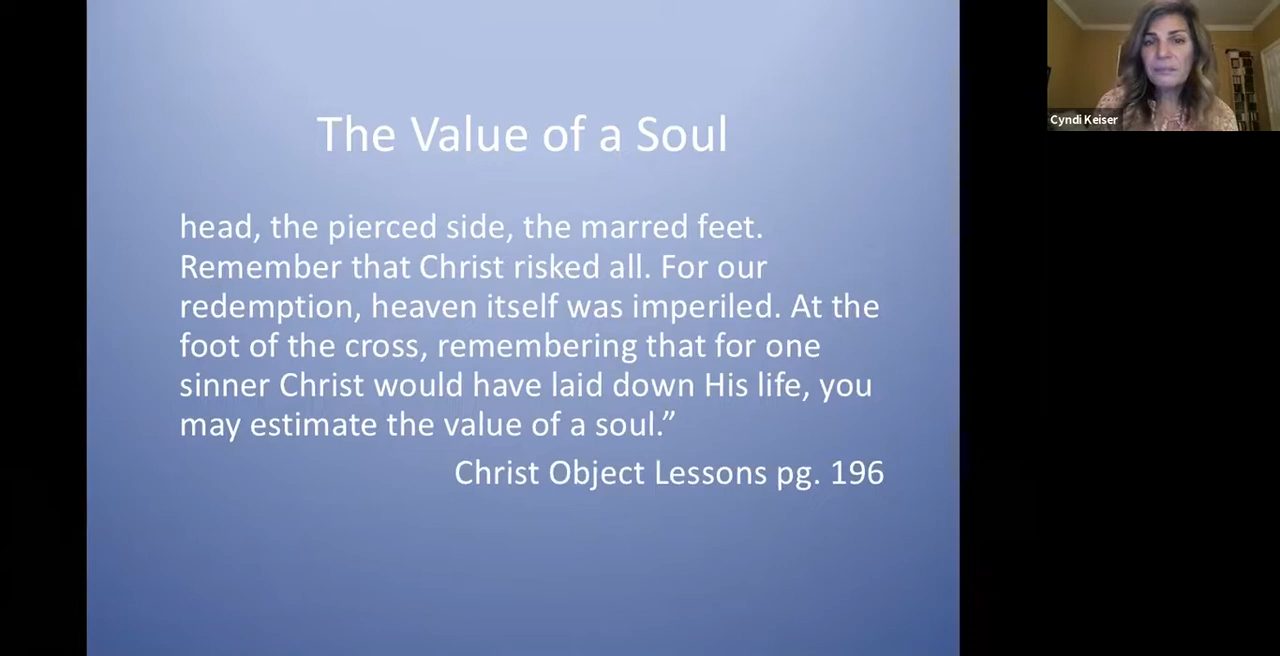 The Value of a Soul
head, the pierced side, the marred feet.
Remember that Christ risked all. For our
redemption, heaven itself was imperiled. At the
foot of the cross, remembering that for one
sinner Christ would have laid down His life, you
may estimate the value of a soul.”
Christ Object Lessons pg. 196
Cyndi Keiser